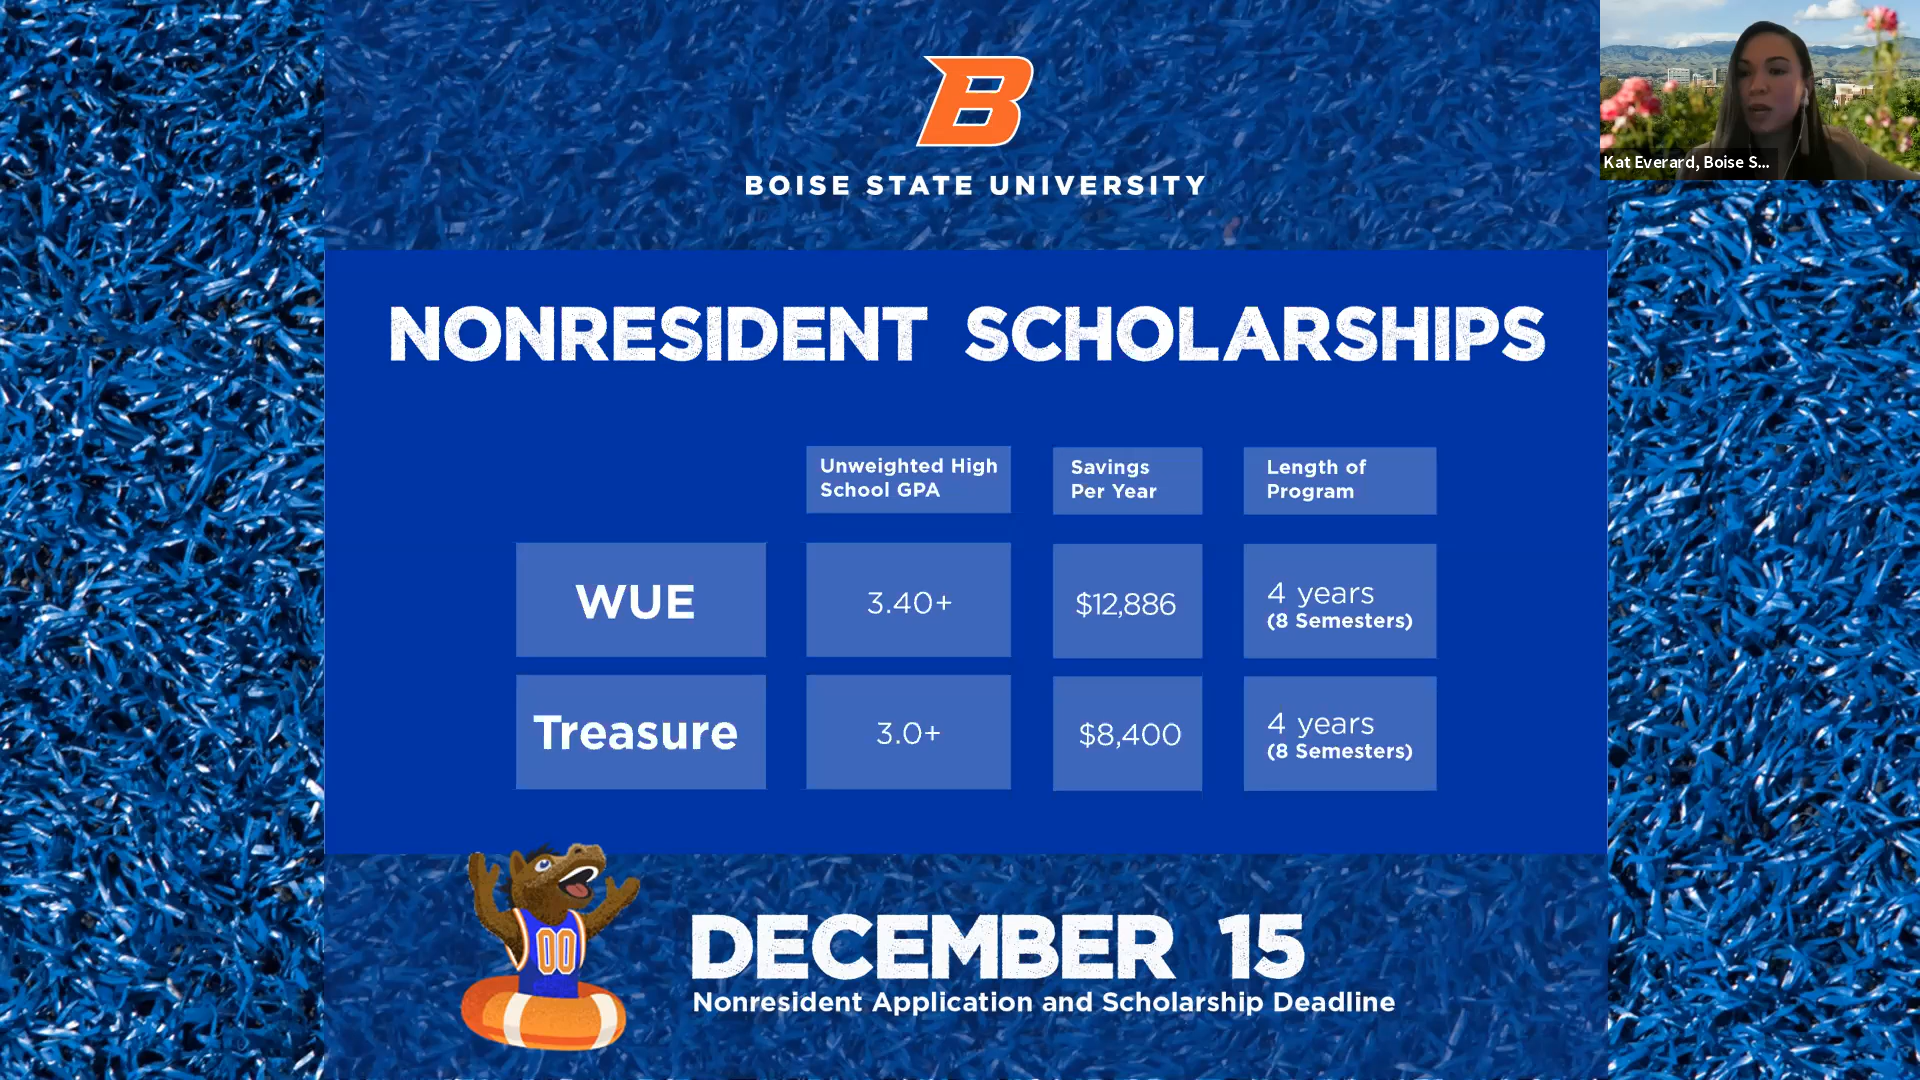 B
BOISE STATE UNIVERSITY
Kat Everard, Boise S...
NONRESIDENT SCHOLARSHIPS
Unweighted High
School GPA
Savings
Per Year
Length of
Program
WUE
3.40+
$12,886
4 years
(8 Semesters)
Treasure
3.0+
$8,400
4 years
(8 Semesters)
00
DECEMBER 15
Nonresident Application and Scholarship Deadline